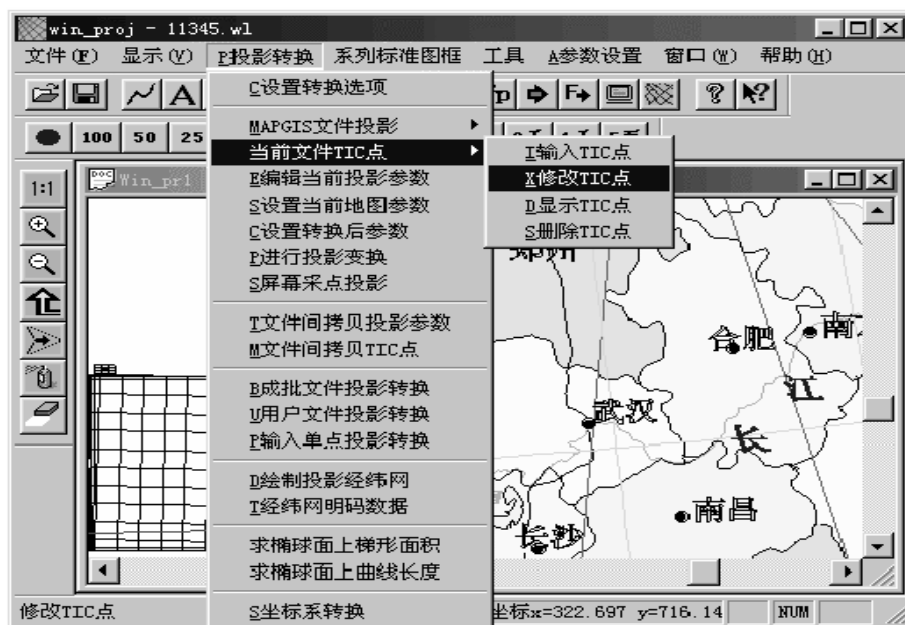 win_proj - 11345.wl
文件(F) 显示(V) P投影转换 系列标准图框 工具 A参数设置 窗口(W) 帮助(H)
C设置转换选项
MAPGIS文件投影
当前文件TIC点
E编辑当前投影参数
S设置当前地图参数
C设置转换后参数
P进行投影变换
S屏幕采点投影
T文件间拷贝投影参数
M文件间拷贝TIC点
B成批文件投影转换
U用户文件投影转换
P输入单点投影转换
D绘制投影经纬网
T经纬网明码数据
求椭球面上梯形面积
求椭球面上曲线长度
S坐标系转换
I输入TIC点
X修改TIC点
D显示TIC点
S删除TIC点
A
100 50 25
1:1
Win_pr1
合肥
武汉
长
江
南昌
长沙
修改TIC点
坐标x=322.697 y=716.14
NUM